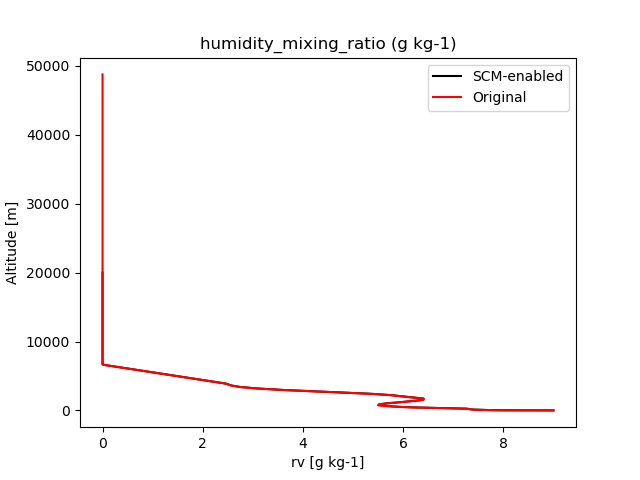 humidity_mixing_ratio (g kg-1)
SCM-enabled
Original
Altitude [m]
50000
40000
30000
20000
10000
0
0 2 4 6 8
rv [g kg-1]